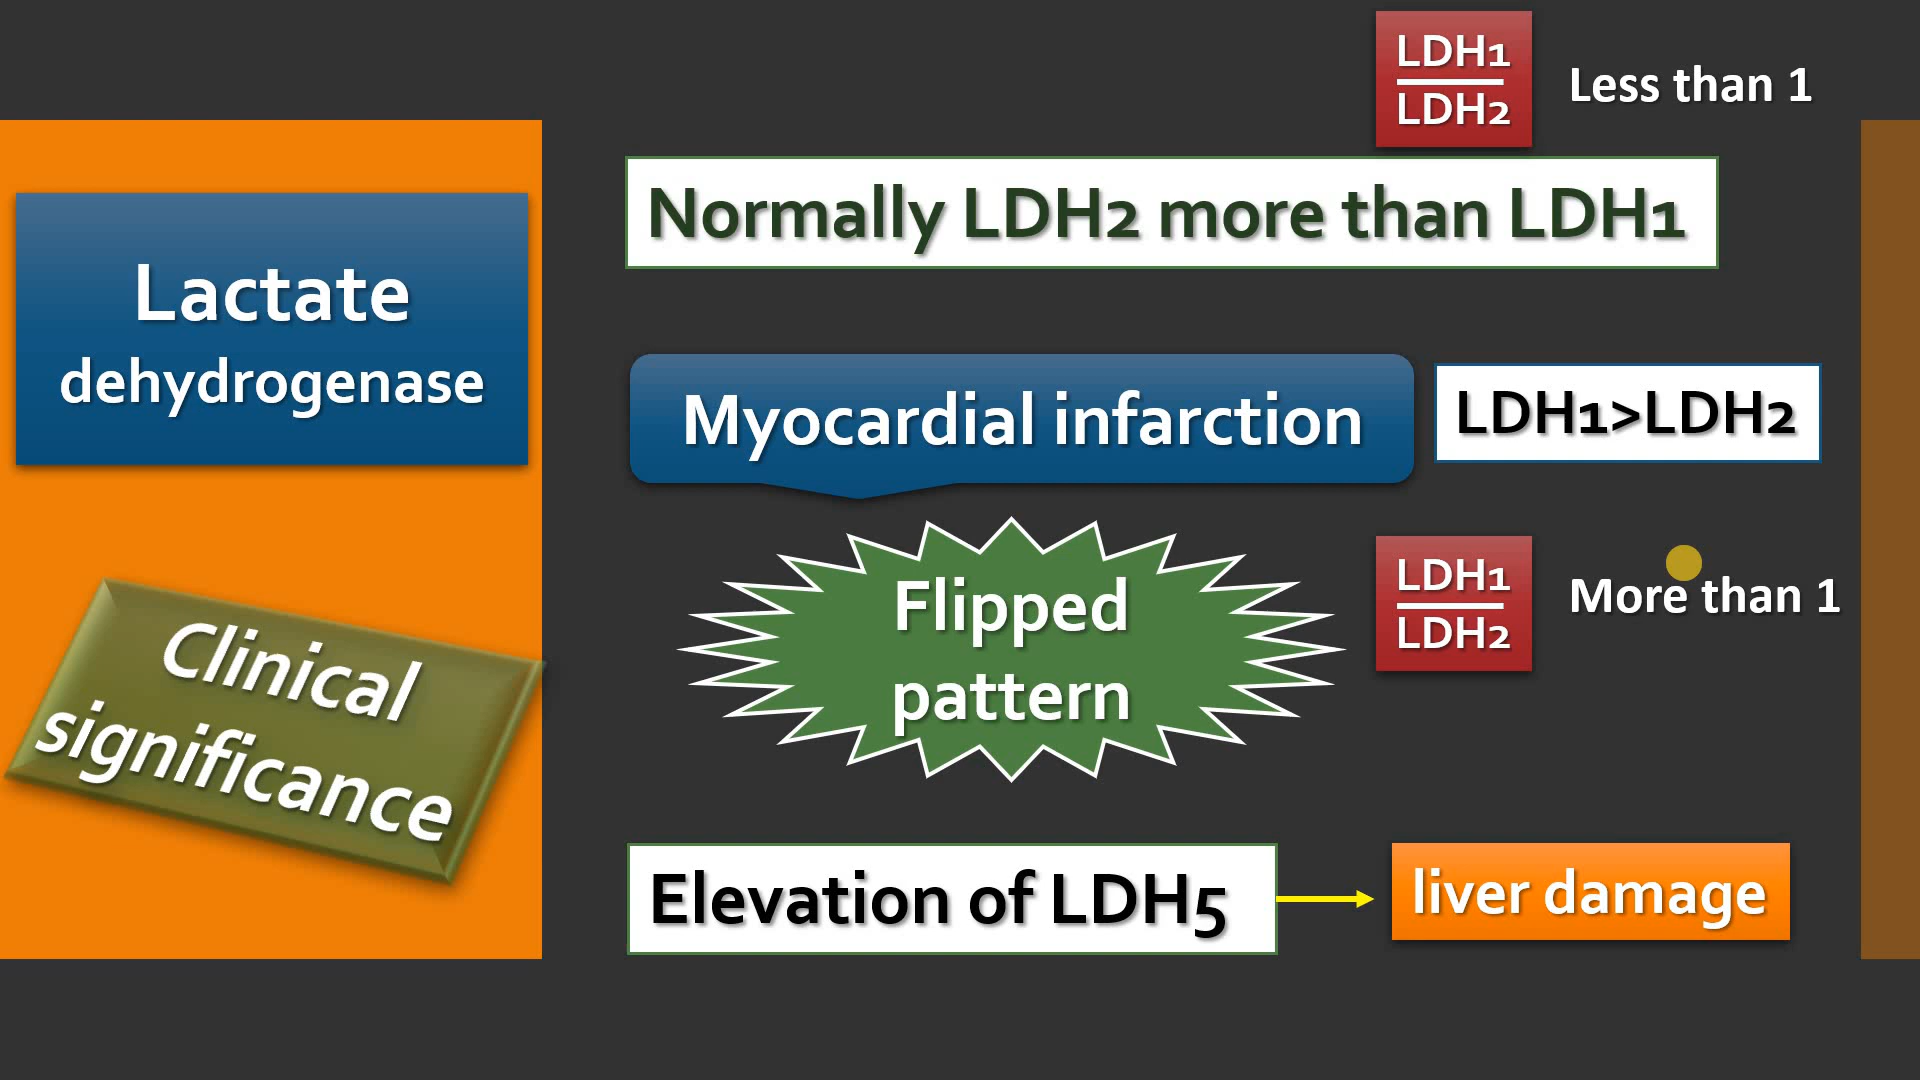 LDH1
LDH2
Less than 1
Normally LDH2 more than LDH1
Lactate
dehydrogenase
Myocardial infarction
LDH1>LDH2
Flipped
pattern
LDH1
LDH2
More than 1
Clinical
significance
Elevation of LDH5
liver damage